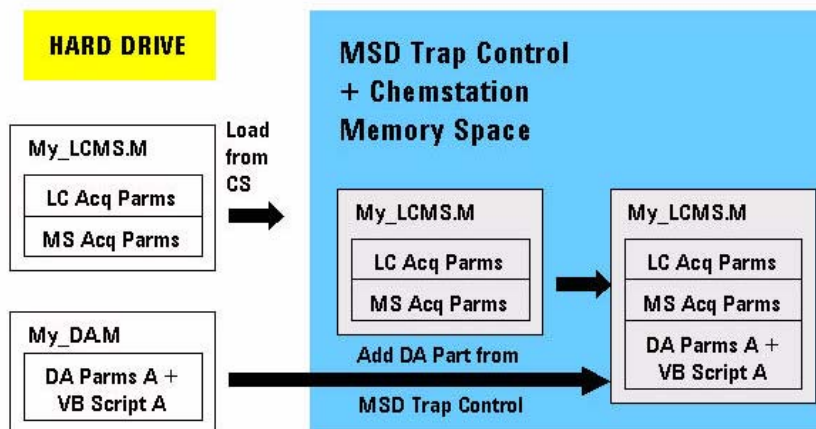 HARD DRIVE
My_LCMS.M
LC Acq Parms
MS Acq Parms
Load
from
CS
My_DA.M
DA Parms A +
VB Script A
MSD Trap Control
+ Chemstation
Memory Space
My_LCMS.M
LC Acq Parms
MS Acq Parms
Add DA Part from
MSD Trap Control
My_LCMS.M
LC Acq Parms
MS Acq Parms
DA Parms A +
VB Script A